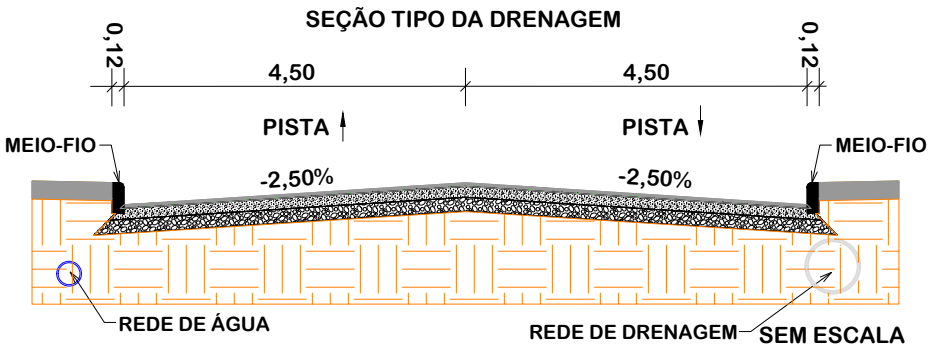 SEÇÃO TIPO DA DRENAGEM
0,12
4,50
4,50
0,12
PISTA
PISTA
MEIO-FIO
MEIO-FIO
-2,50%
-2,50%
REDE DE ÁGUA
REDE DE DRENAGEM
SEM ESCALA